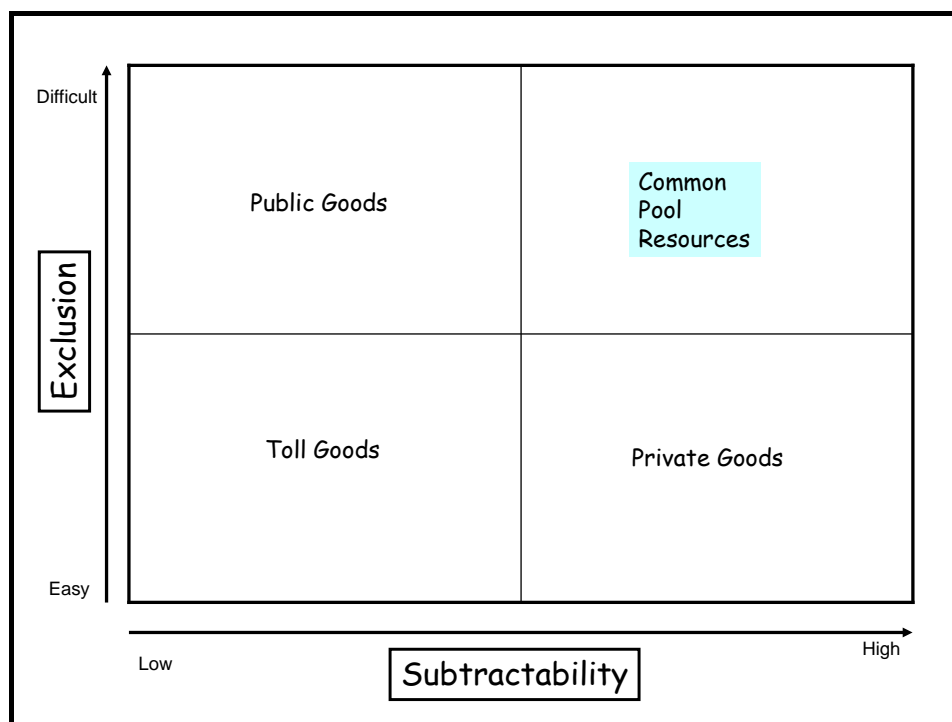 Difficult
Public Goods
Common
Pool
Resources
Exclusion
Toll Goods
Private Goods
Easy
Low
High
Subtractability